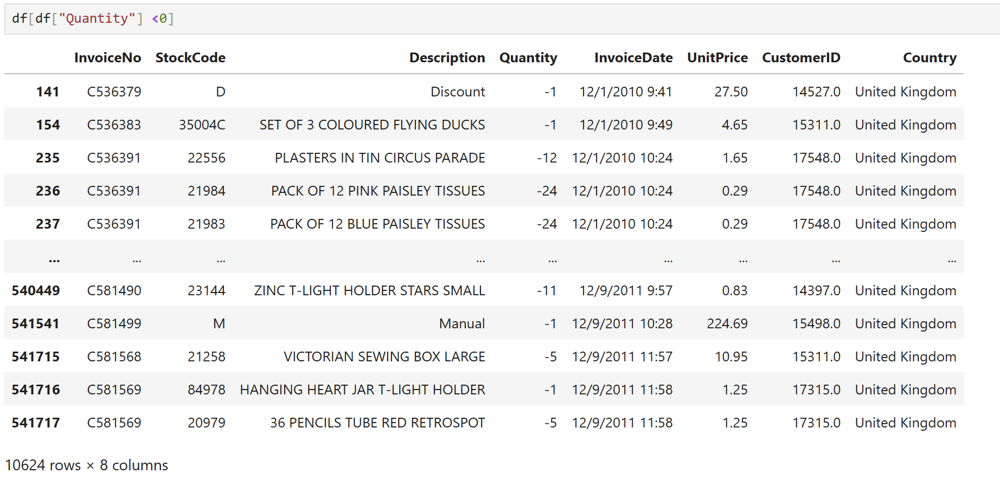 df[df["Quantity"] <0]
InvoiceNo StockCode Description Quantity InvoiceDate UnitPrice CustomerID Country
141 C536379 D Discount -1 12/1/2010 9:41 27.50 14527.0 United Kingdom
154 C536383 35004C SET OF 3 COLOURED FLYING DUCKS -1 12/1/2010 9:49 4.65 15311.0 United Kingdom
235 C536391 22556 PLASTERS IN TIN CIRCUS PARADE -12 12/1/2010 10:24 1.65 17548.0 United Kingdom
236 C536391 21984 PACK OF 12 PINK PAISLEY TISSUES -24 12/1/2010 10:24 0.29 17548.0 United Kingdom
237 C536391 21983 PACK OF 12 BLUE PAISLEY TISSUES -24 12/1/2010 10:24 0.29 17548.0 United Kingdom
... ... ... ... ... ... ... ... ...
540449 C581490 23144 ZINC T-LIGHT HOLDER STARS SMALL -11 12/9/2011 9:57 0.83 14397.0 United Kingdom
541541 C581499 M Manual -1 12/9/2011 10:28 224.69 15498.0 United Kingdom
541715 C581568 21258 VICTORIAN SEWING BOX LARGE -5 12/9/2011 11:57 10.95 15311.0 United Kingdom
541716 C581569 84978 HANGING HEART JAR T-LIGHT HOLDER -1 12/9/2011 11:58 1.25 17315.0 United Kingdom
541717 C581569 20979 36 PENCILS TUBE RED RETROSPOT -5 12/9/2011 11:58 1.25 17315.0 United Kingdom
10624 rows × 8 columns